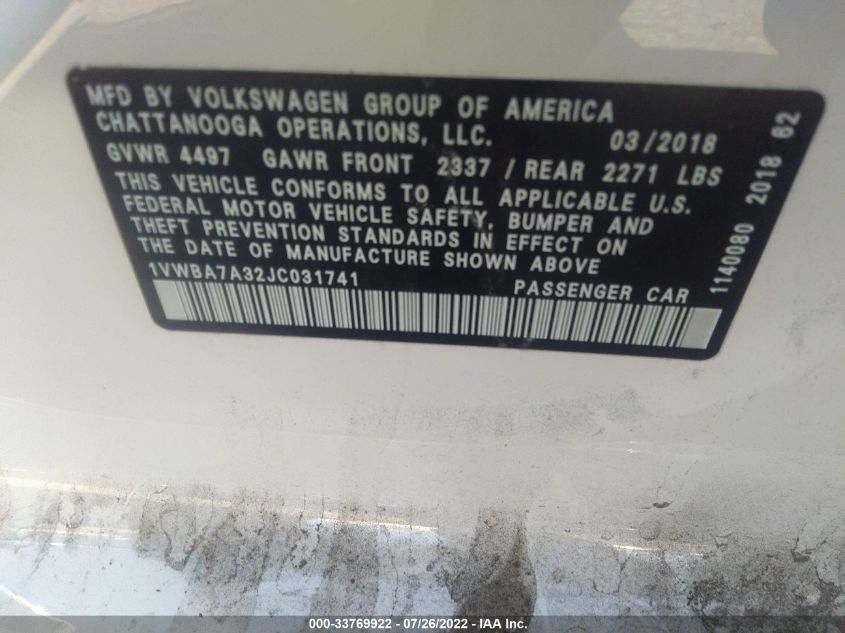 MFD BY VOLKSWAGEN GROUP OF AMERICA
CHATTANOOGA OPERATIONS, LLC. 03/2018
GVWR 4497 GAWR FRONT 2337 / REAR 2271 LBS
THIS VEHICLE CONFORMS TO ALL APPLICABLE U.S.
FEDERAL MOTOR VEHICLE SAFETY, BUMPER AND
THEFT PREVENTION STANDARDS IN EFFECT ON
THE DATE OF MANUFACTURE SHOWN ABOVE.
1VWBA7A32JC031741 PASSENGER CAR
1140080 2018 62
000-33769922 - 07/26/2022 - IAA Inc.